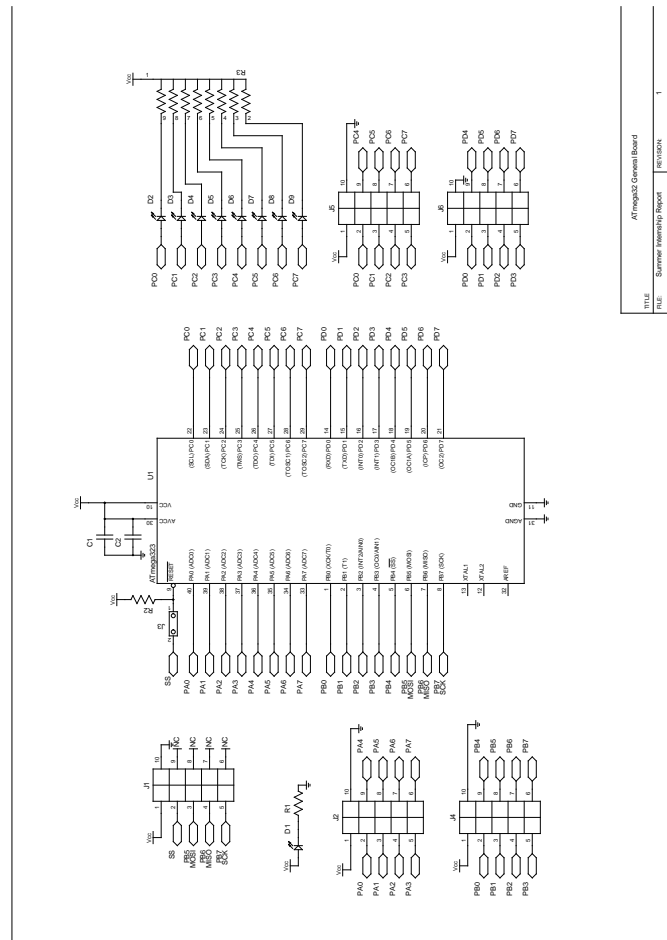 Vcc
1
R3
9
8
7
6
5
4
3
2
D2
D3
D4
D5
D6
D7
D8
D9
PC0
PC1
PC2
PC3
PC4
PC5
PC6
PC7
Vcc
J5
1
10
2
9
3
8
4
7
5
6
PC0
PC1
PC2
PC3
PC4
PC5
PC6
PC7
Vcc
J6
1
10
2
9
3
8
4
7
5
6
PD0
PD1
PD2
PD3
PD4
PD5
PD6
PD7
Vcc
C1
C2
Vcc
R2
J3
1
2
SS
U1
ATmega323
10 VCC
30 AVCC
9 RESET
40 PA0 (ADC0)
39 PA1 (ADC1)
38 PA2 (ADC2)
37 PA3 (ADC3)
36 PA4 (ADC4)
35 PA5 (ADC5)
34 PA6 (ADC6)
33 PA7 (ADC7)
1 PB0 (XCK/T0)
2 PB1 (T1)
3 PB2 (INT2/AIN0)
4 PB3 (OC0/AIN1)
5 PB4 (SS)
6 PB5 (MOSI)
7 PB6 (MISO)
8 PB7 (SCK)
13 XTAL1
12 XTAL2
32 AREF
(SCL) PC0 22
(SDA) PC1 23
(TCK) PC2 24
(TMS) PC3 25
(TDO) PC4 26
(TDI) PC5 27
(TOSC1) PC6 28
(TOSC2) PC7 29
(RXD) PD0 14
(TXD) PD1 15
(INT0) PD2 16
(INT1) PD3 17
(OC1B) PD4 18
(OC1A) PD5 19
(ICP) PD6 20
(OC2) PD7 21
GND 11
AGND 31
PC0
PC1
PC2
PC3
PC4
PC5
PC6
PC7
PD0
PD1
PD2
PD3
PD4
PD5
PD6
PD7
PA0
PA1
PA2
PA3
PA4
PA5
PA6
PA7
PB0
PB1
PB2
PB3
PB4
PB5
MOSI
PB6
MISO
PB7
SCK
Vcc
J1
1
10
2
9
3
8
4
7
5
6
SS
PB5
MOSI
PB6
MISO
PB7
SCK
NC
NC
NC
NC
Vcc
D1
R1
Vcc
J2
1
10
2
9
3
8
4
7
5
6
PA0
PA1
PA2
PA3
PA4
PA5
PA6
PA7
Vcc
J4
1
10
2
9
3
8
4
7
5
6
PB0
PB1
PB2
PB3
PB4
PB5
PB6
PB7
ATmega32 General Board
TITLE
FILE: Summer Internship Report
REVISION: 1